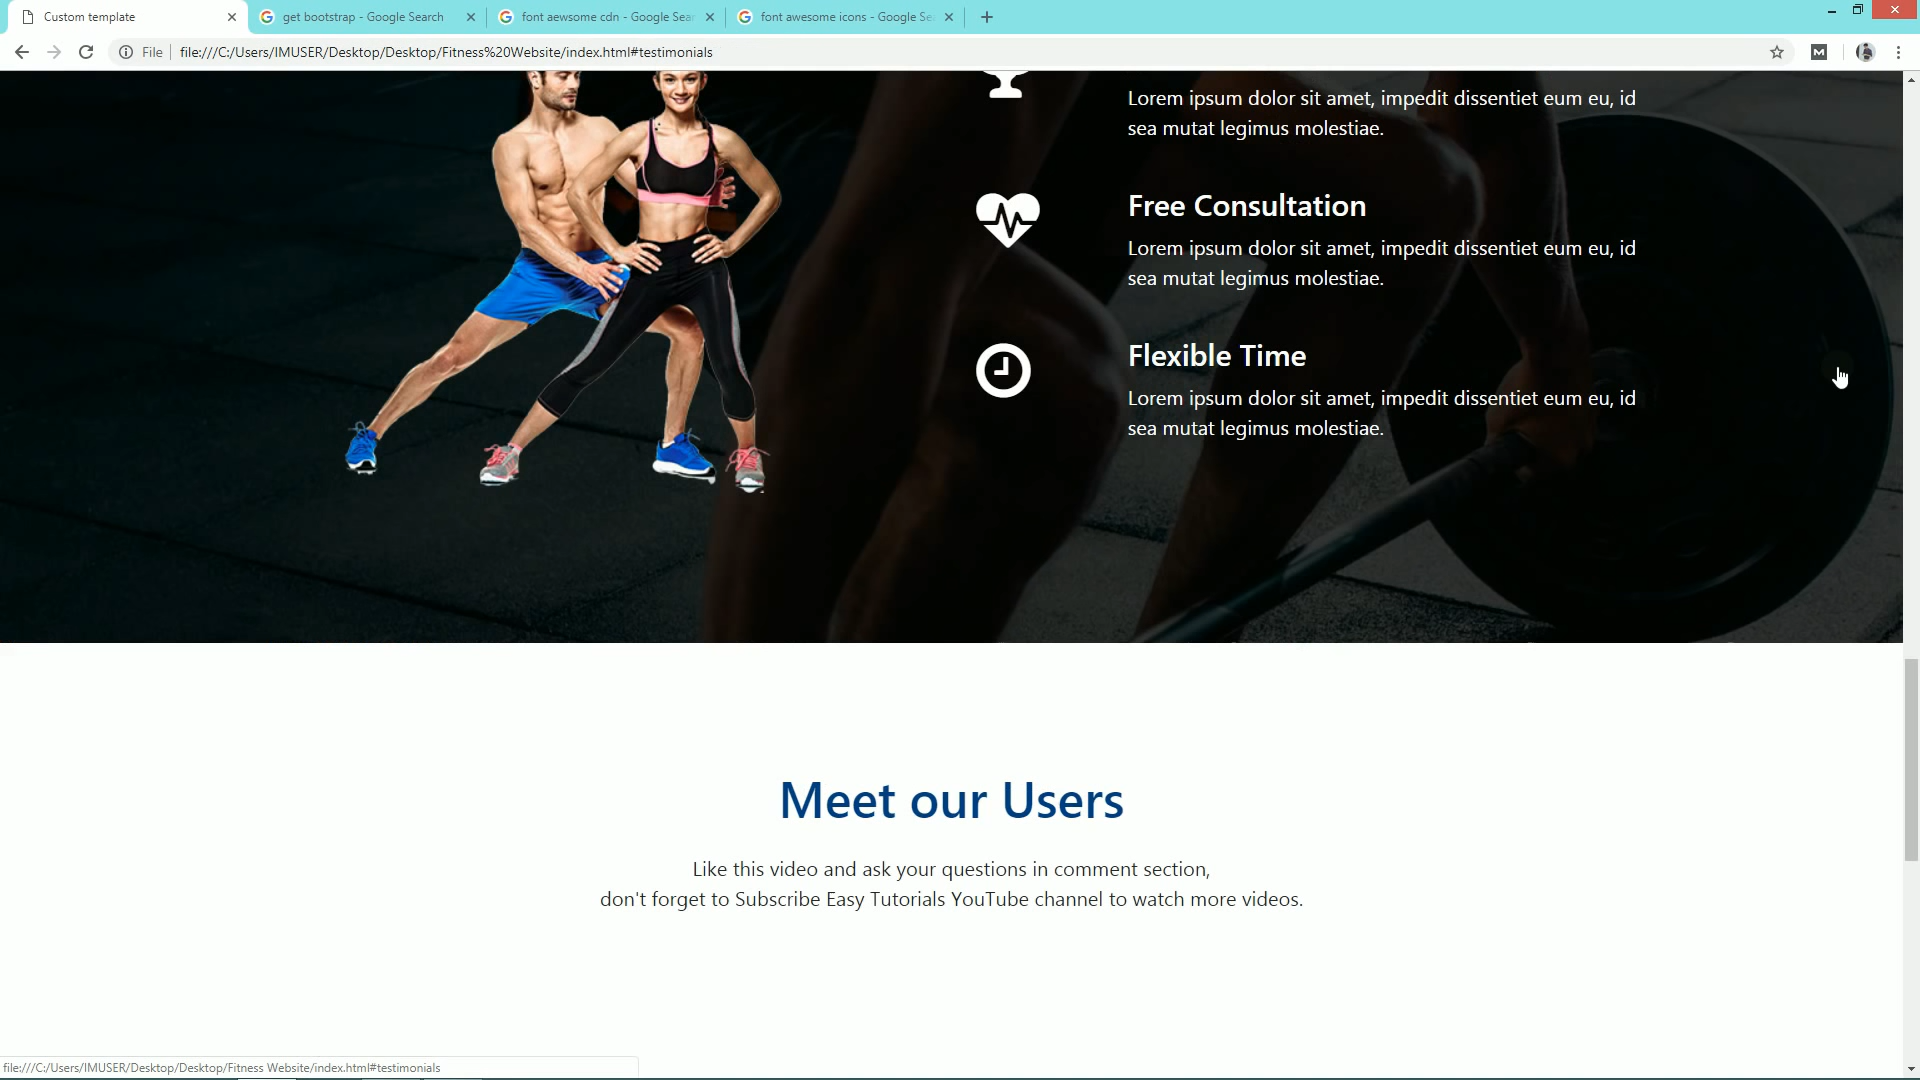 Custom template
get bootstrap - Google Search
font aewsome cdn - Google Sear
font awesome icons - Google Se
File
file:///C:/Users/IMUSER/Desktop/Desktop/Fitness%20Website/index.html#testimonials
M
Lorem ipsum dolor sit amet, impedit dissentiet eum eu, id
sea mutat legimus molestiae.
Free Consultation
Lorem ipsum dolor sit amet, impedit dissentiet eum eu, id
sea mutat legimus molestiae.
Flexible Time
Lorem ipsum dolor sit amet, impedit dissentiet eum eu, id
sea mutat legimus molestiae.
Meet our Users
Like this video and ask your questions in comment section,
don't forget to Subscribe Easy Tutorials YouTube channel to watch more videos.
file:///C:/Users/IMUSER/Desktop/Desktop/Fitness Website/index.html#testimonials